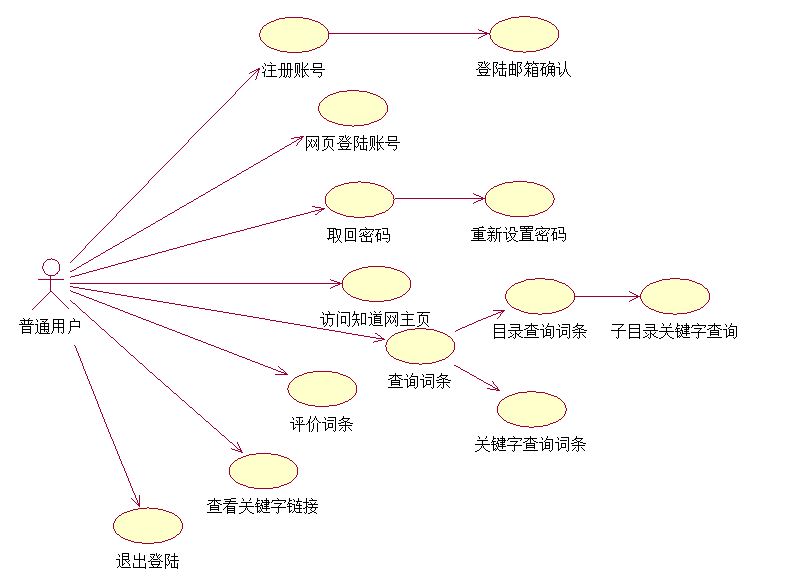 注册账号
登陆邮箱确认
网页登陆账号
取回密码
重新设置密码
普通用户
访问知道网主页
目录查询词条
子目录关键字查询
查询词条
评价词条
关键字查询词条
查看关键字链接
退出登陆